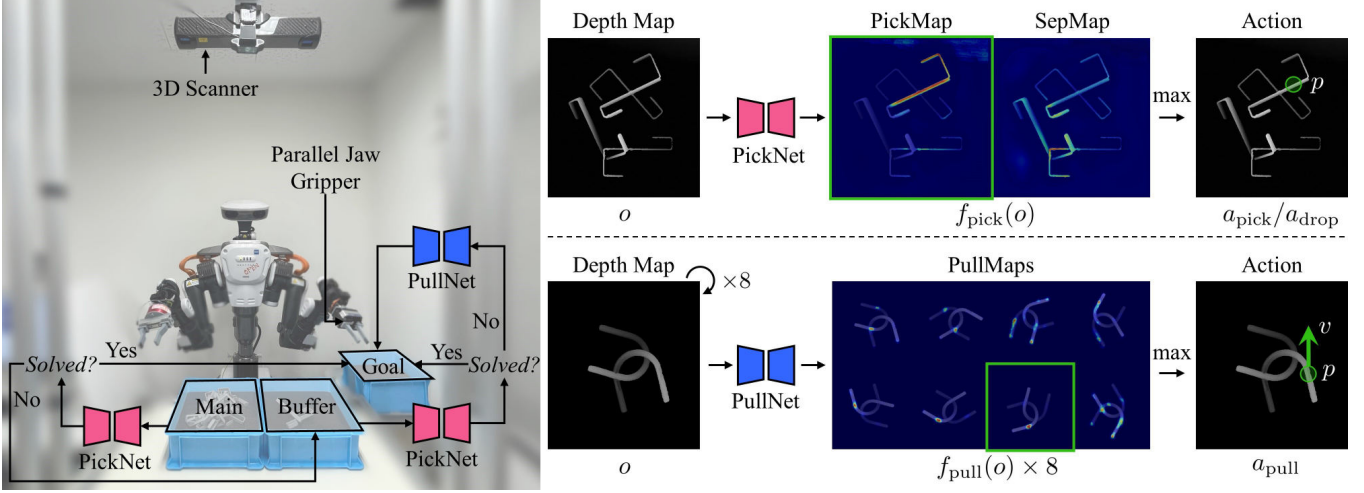 3D Scanner
Parallel Jaw
Gripper
PullNet
No
Solved?
Yes
Goal
Yes
Solved?
No
Main
Buffer
PickNet
PickNet
Depth Map
PickMap
SepMap
Action
PickNet
max
p
o
f_pick(o)
a_pick/a_drop
Depth Map
×8
PullMaps
Action
PullNet
max
v
p
o
f_pull(o) × 8
a_pull